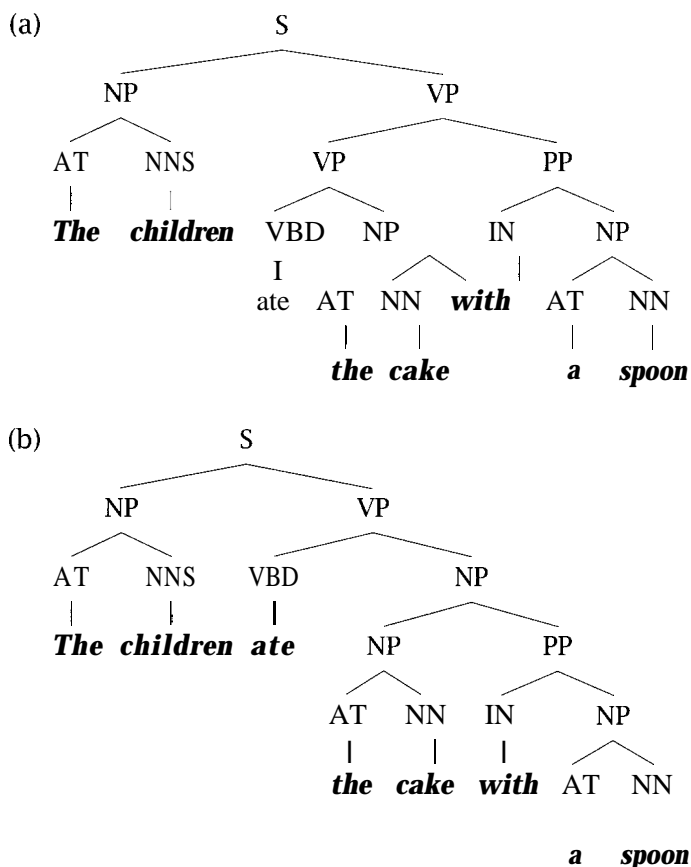 (a) S
NP VP
AT NNS VP PP
The children VBD NP IN NP
I
ate AT NN with AT NN
the cake a spoon
(b) S
NP VP
AT NNS VBD NP
The children ate NP PP
AT NN IN NP
the cake with AT NN
a spoon